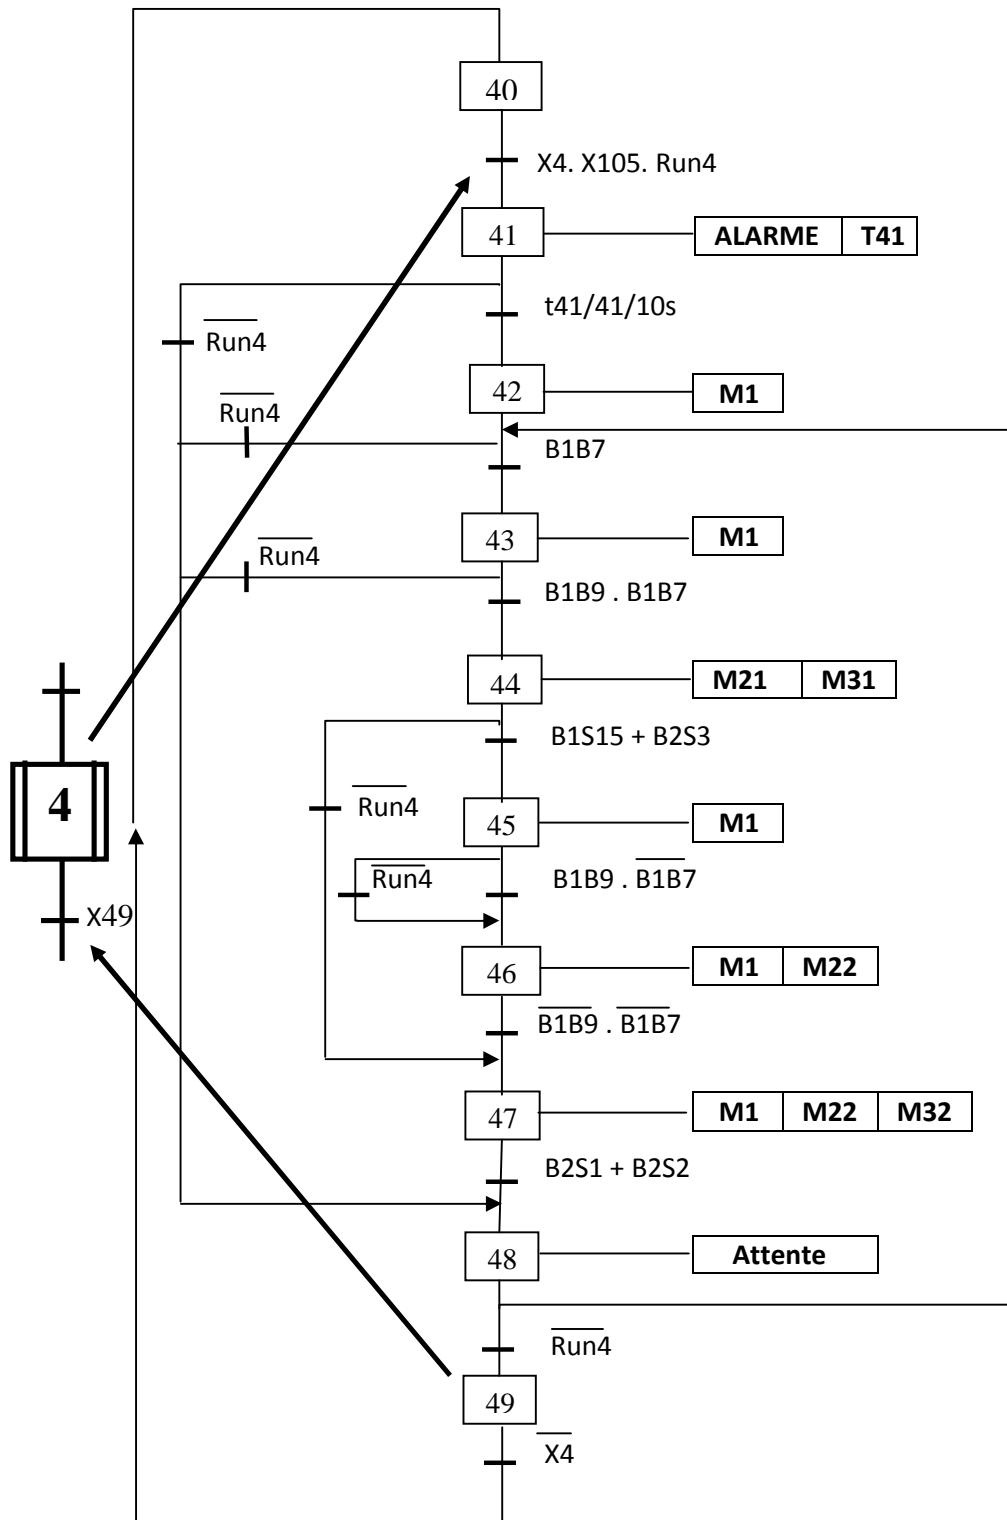 40
X4. X105. Run4
41
ALARME T41
t41/41/10s
Run4
42
M1
Run4
B1B7
43
M1
Run4
B1B9 . B1B7
44
M21 M31
B1S15 + B2S3
4
Run4
45
M1
Run4
B1B9 . B1B7
X49
46
M1 M22
B1B9 . B1B7
47
M1 M22 M32
B2S1 + B2S2
48
Attente
Run4
49
X4